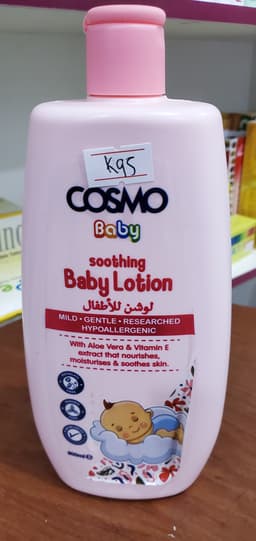 K95
COSMO
Baby
soothing
Baby Lotion
لوشن للأطفال
MILD • GENTLE • RESEARCHED
HYPOALLERGENIC
With Aloe Vera & Vitamin E
extract that nourishes,
moisturises & soothes skin.